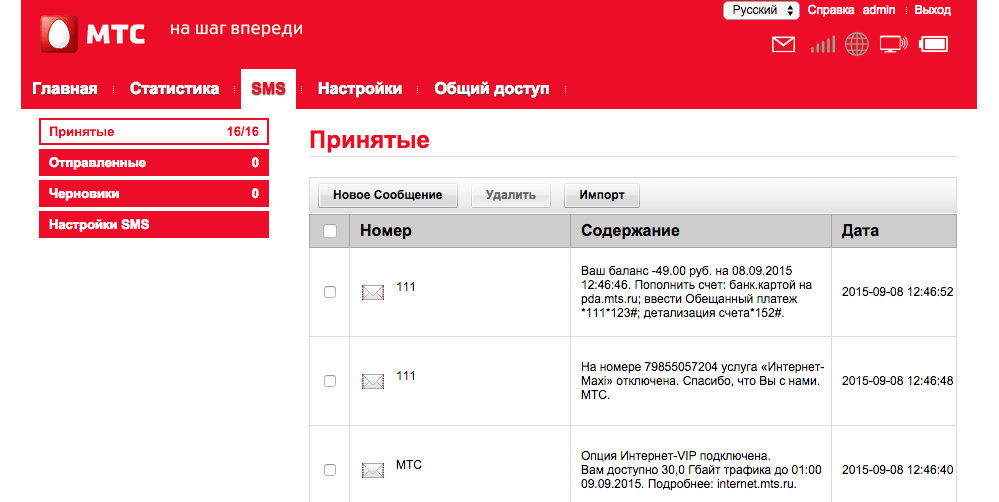 Русский Справка admin Выход
МТС на шаг впереди
Главная Статистика SMS Настройки Общий доступ
Принятые 16/16
Отправленные 0
Черновики 0
Настройки SMS
Принятые
Новое Сообщение Удалить Импорт
Номер Содержание Дата
111
Ваш баланс -49.00 руб. на 08.09.2015
12:46:46. Пополнить счет: банк.картой на
pda.mts.ru; ввести Обещанный платеж
*111*123#; детализация счета*152#.
2015-09-08 12:46:52
111
На номере 79855057204 услуга «Интернет-
Maxi» отключена. Спасибо, что Вы с нами.
МТС.
2015-09-08 12:46:48
МТС
Опция Интернет-VIP подключена.
Вам доступно 30,0 Гбайт трафика до 01:00
09.09.2015. Подробнее: internet.mts.ru.
2015-09-08 12:46:40